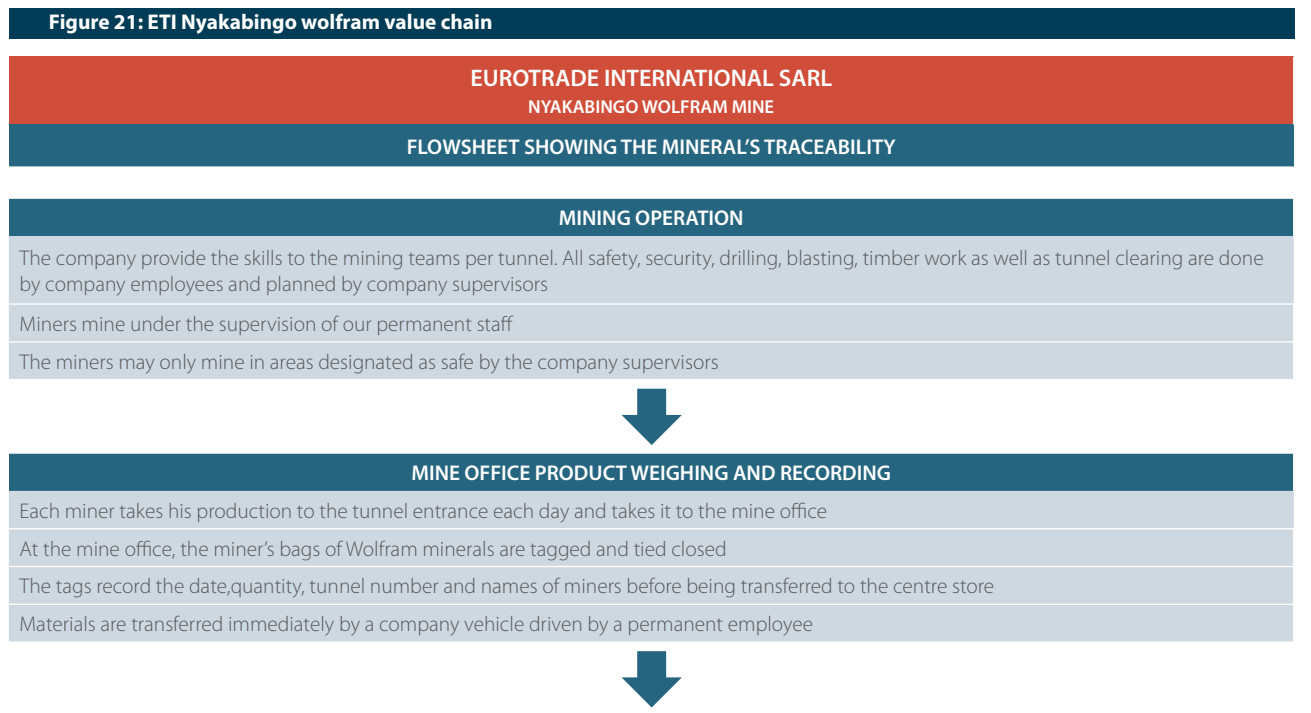 Figure 21: ETI Nyakabingo wolfram value chain
EUROTRADE INTERNATIONAL SARL
NYAKABINGO WOLFRAM MINE
FLOWSHEET SHOWING THE MINERAL'S TRACEABILITY
MINING OPERATION
The company provide the skills to the mining teams per tunnel. All safety, security, drilling, blasting, timber work as well as tunnel clearing are done
by company employees and planned by company supervisors
Miners mine under the supervision of our permanent staff
The miners may only mine in areas designated as safe by the company supervisors
MINE OFFICE PRODUCT WEIGHING AND RECORDING
Each miner takes his production to the tunnel entrance each day and takes it to the mine office
At the mine office, the miner's bags of Wolfram minerals are tagged and tied closed
The tags record the date,quantity, tunnel number and names of miners before being transferred to the centre store
Materials are transferred immediately by a company vehicle driven by a permanent employee